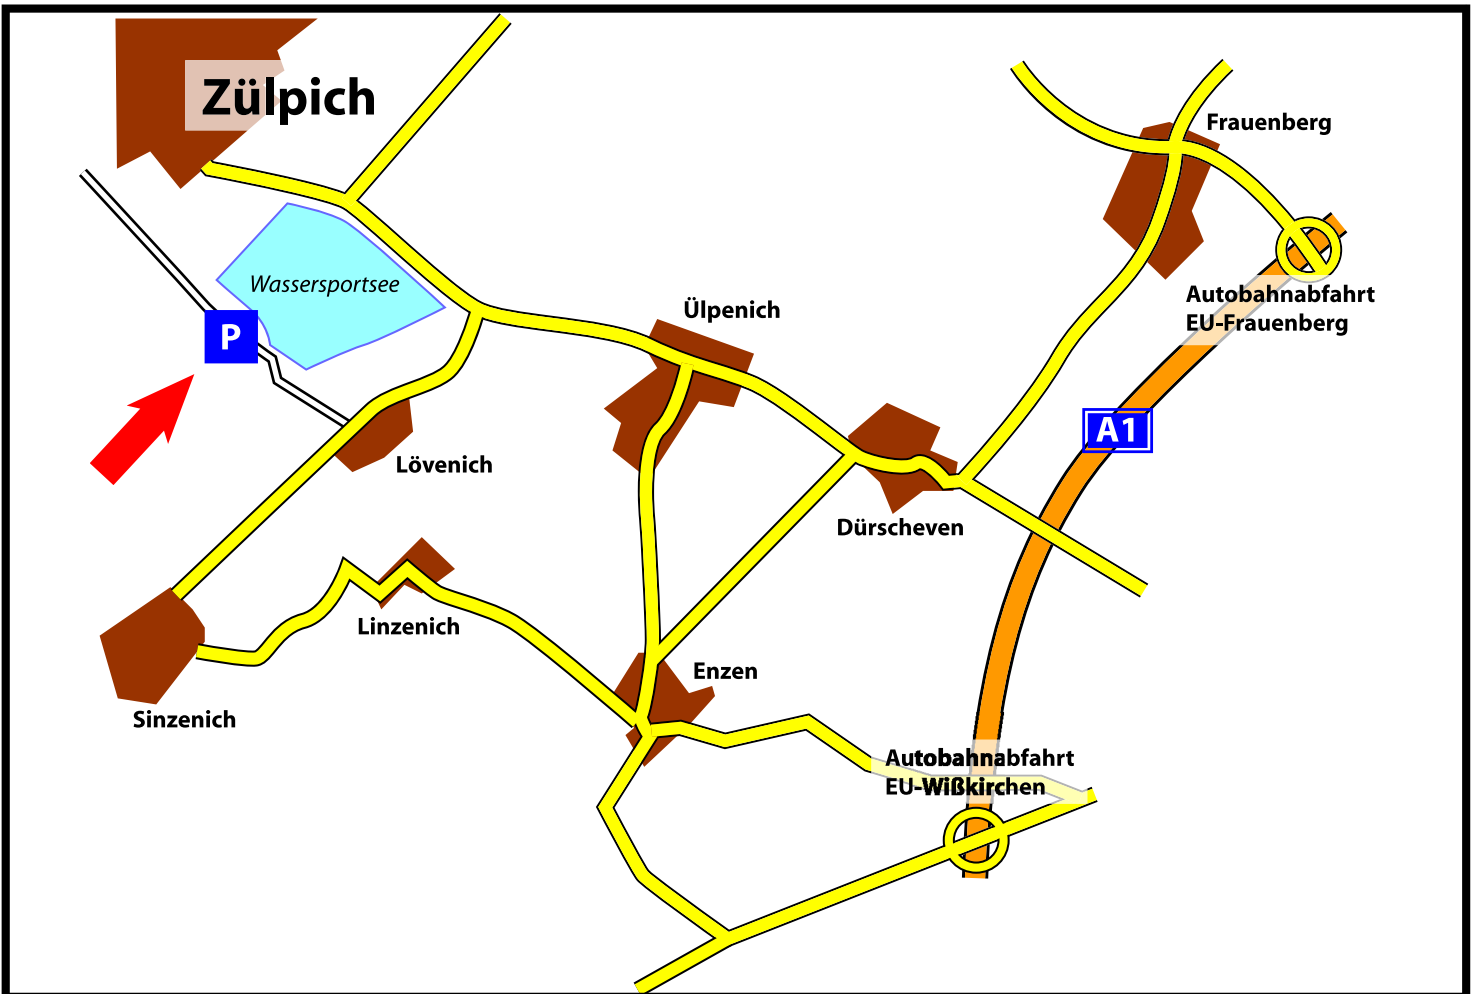 Zülpich
Frauenberg
Wassersportsee
Autobahnabfahrt
EU-Frauenberg
Ülpenich
P
A1
Lövenich
Dürscheven
Linzenich
Enzen
Sinzenich
Autobahnabfahrt
EU-Wißkirchen